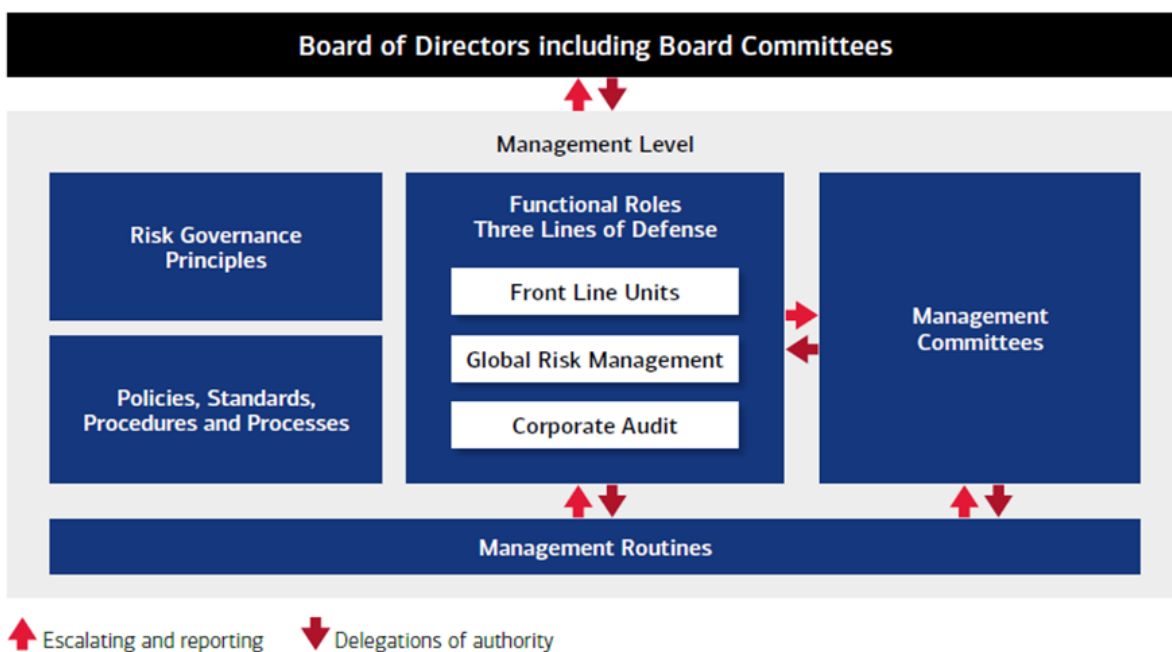 Board of Directors including Board Committees
Management Level
Risk Governance
Principles
Policies, Standards,
Procedures and Processes
Functional Roles
Three Lines of Defense
Front Line Units
Global Risk Management
Corporate Audit
Management
Committees
Management Routines
Escalating and reporting
Delegations of authority